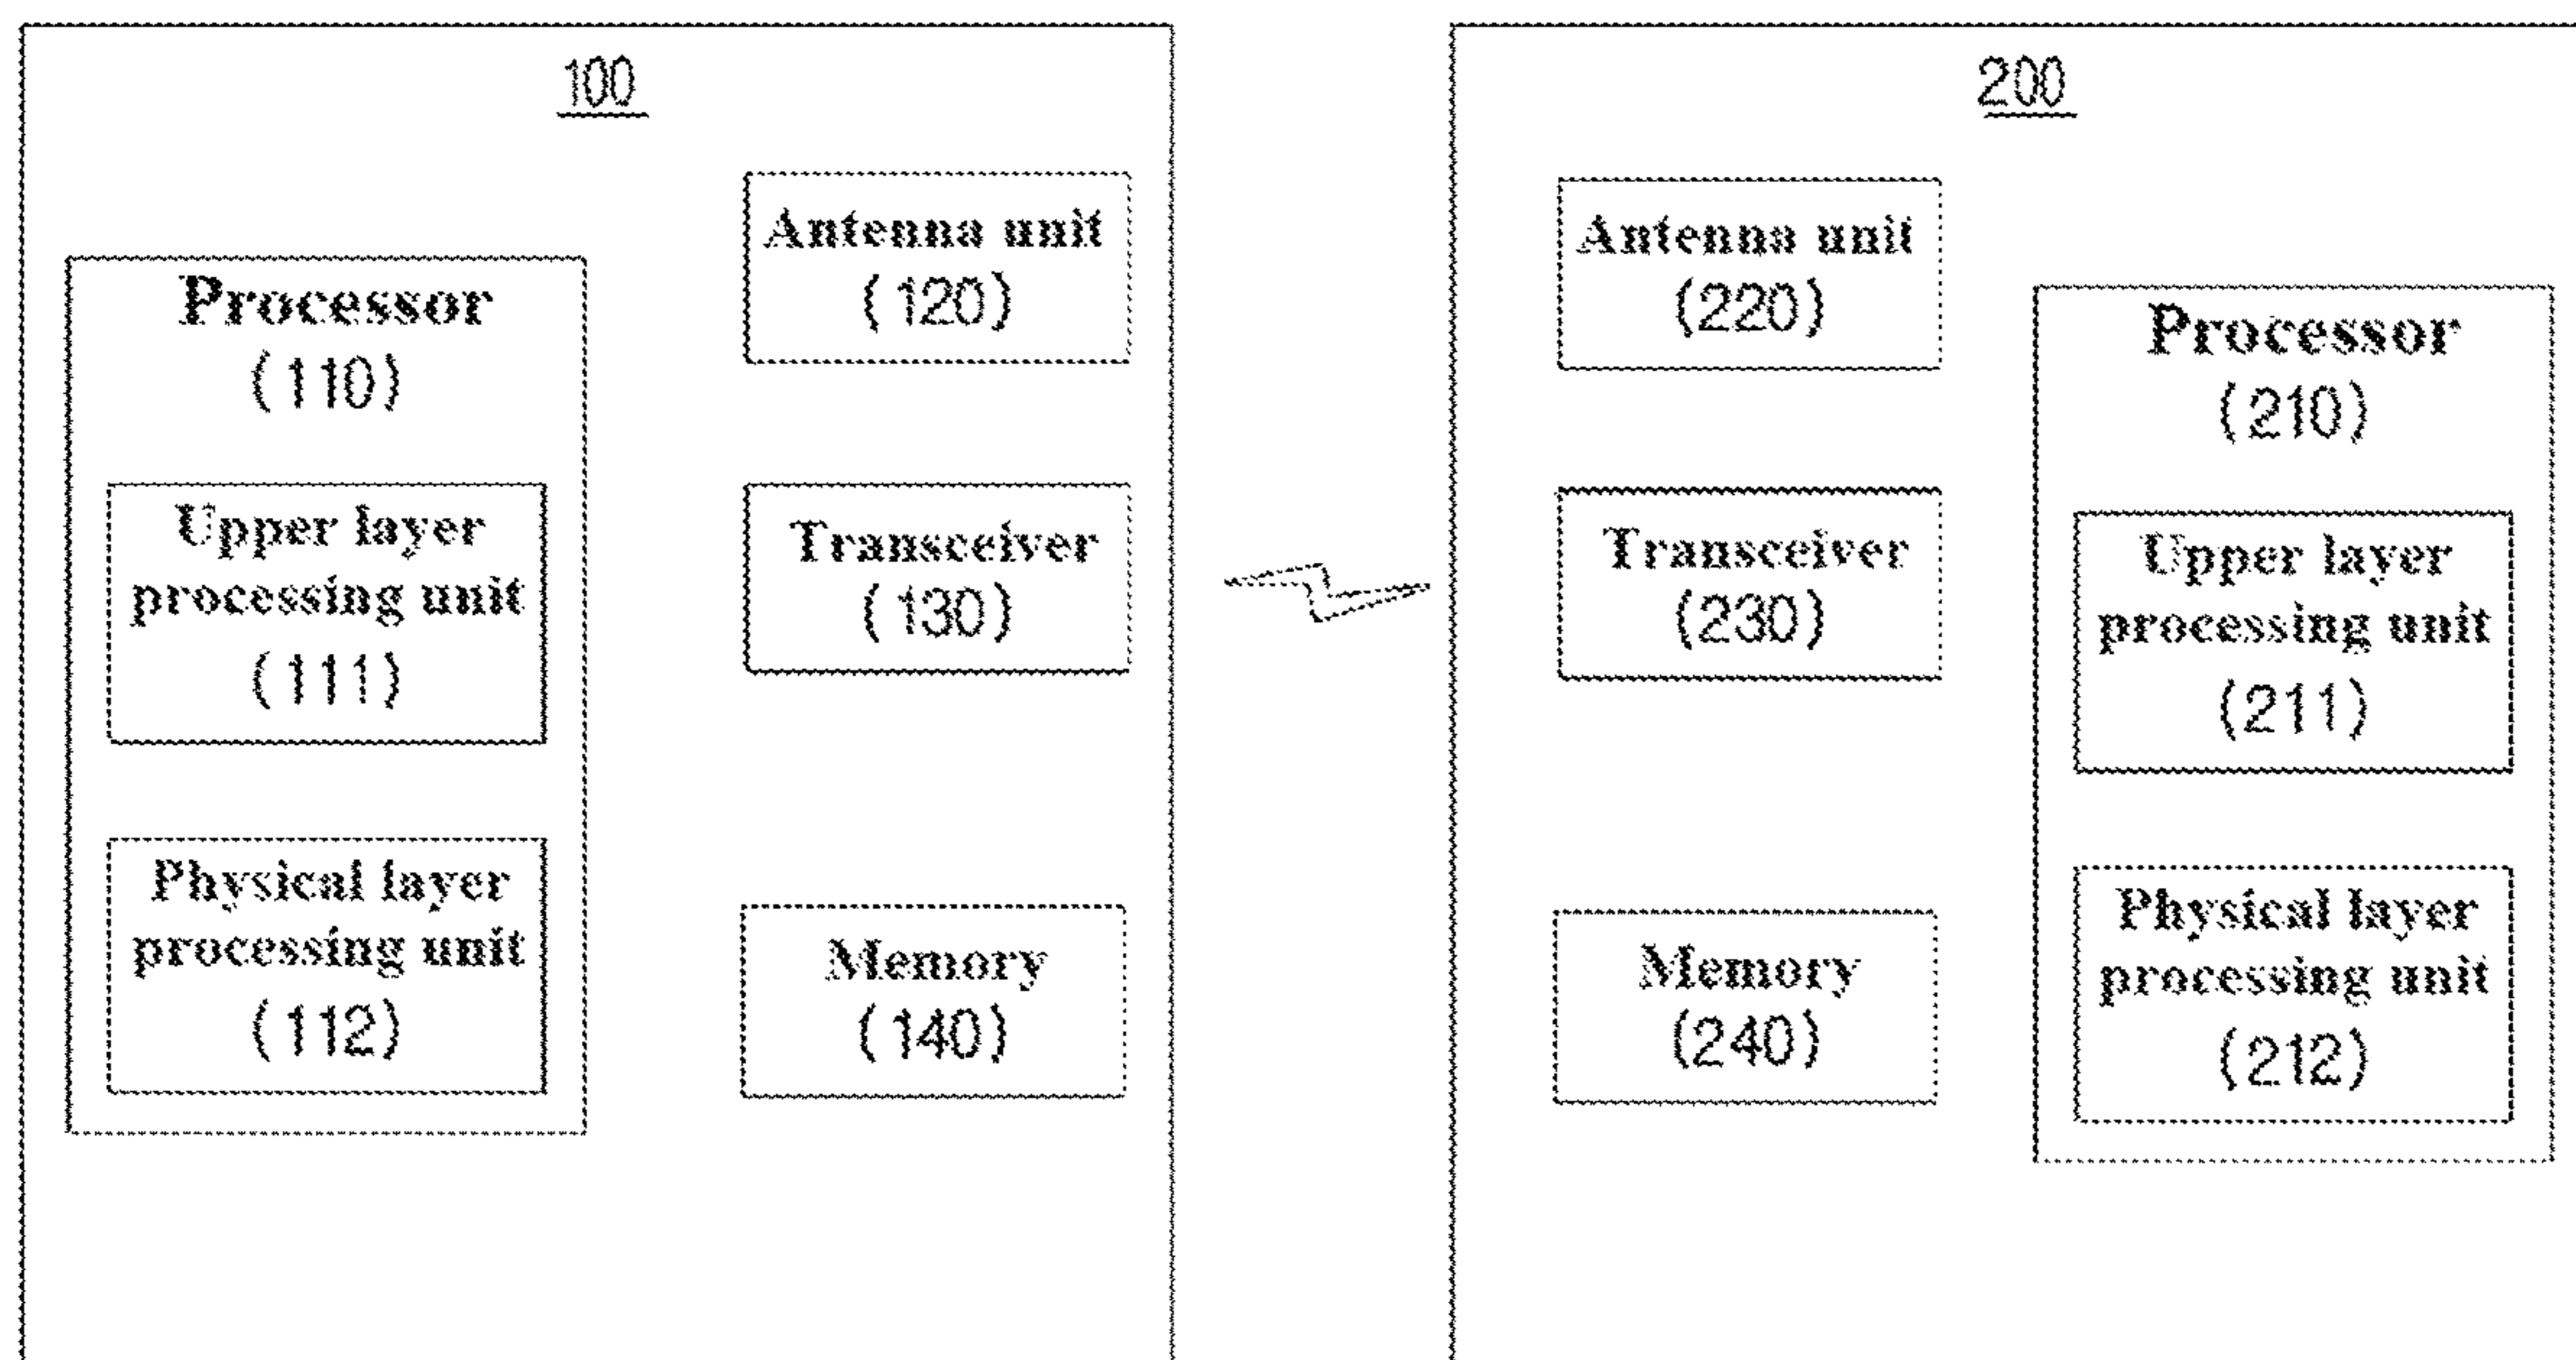 100
Processor
(110)
Upper layer
processing unit
(111)
Physical layer
processing unit
(112)
Antenna unit
(120)
Transceiver
(130)
Memory
(140)
200
Antenna unit
(220)
Transceiver
(230)
Memory
(240)
Processor
(210)
Upper layer
processing unit
(211)
Physical layer
processing unit
(212)